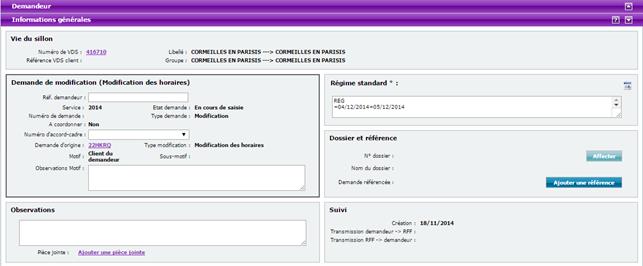 Demandeur
Informations générales
Vie du sillon
Numéro de VDS : 416710 Libellé : CORMEILLES EN PARISIS ---> CORMEILLES EN PARISIS
Référence VDS client : Groupe : CORMEILLES EN PARISIS ---> CORMEILLES EN PARISIS
Demande de modification (Modification des horaires)
Réf. demandeur :
Service : 2014 Etat demande : En cours de saisie
Numéro de demande : Type demande : Modification
A coordonner : Non
Numéro d'accord-cadre :
Demande d'origine : 22HKRQ Type modification : Modification des horaires
Motif : Client du demandeur Sous-motif :
Observations Motif :
Régime standard * :
REG
=04/12/2014+05/12/2014
Dossier et référence
N° dossier : Affecter
Nom du dossier :
Demande référencée : Ajouter une référence
Observations
Pièce jointe : Ajouter une pièce jointe
Suivi
Création : 18/11/2014
Transmission demandeur -> RFF :
Transmission RFF -> demandeur :